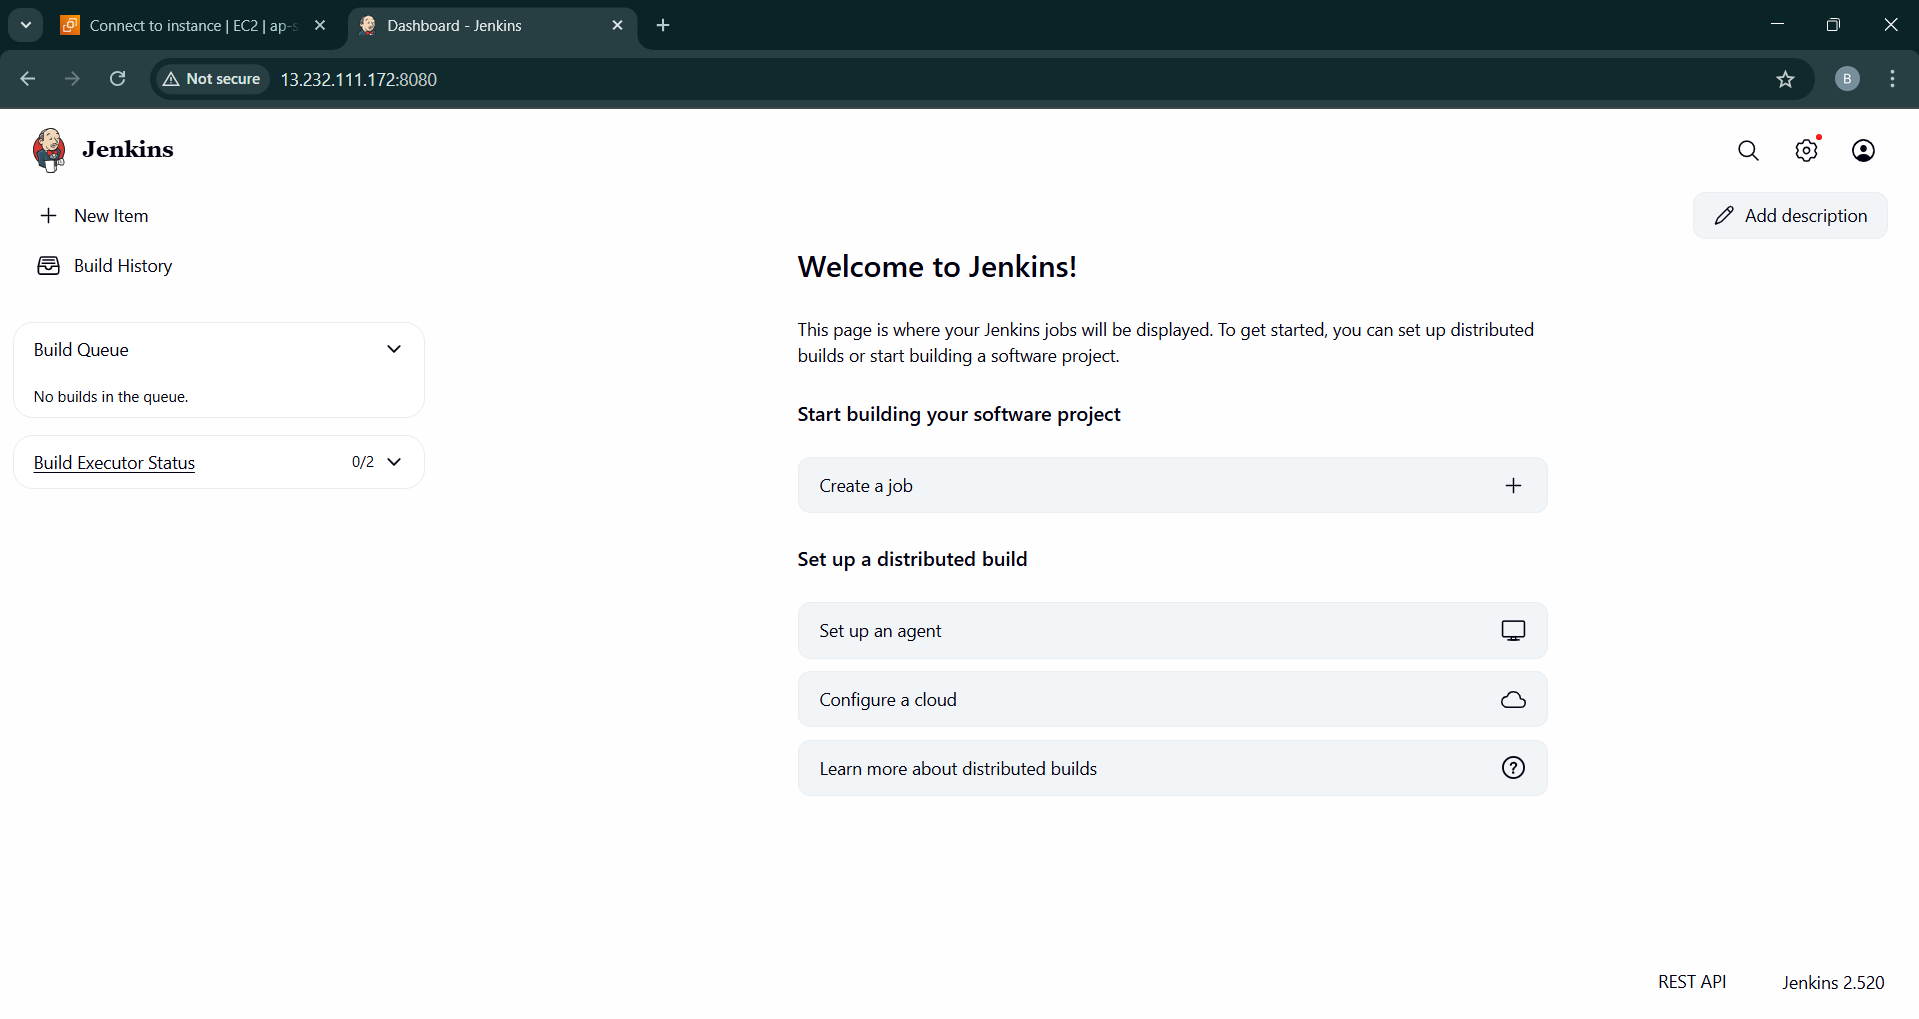 Connect to instance | EC2 | ap-s
Dashboard - Jenkins
Not secure
13.232.111.172:8080
B
Jenkins
New Item
Add description
Build History
Welcome to Jenkins!
This page is where your Jenkins jobs will be displayed. To get started, you can set up distributed
builds or start building a software project.
Build Queue
No builds in the queue.
Start building your software project
Build Executor Status
0/2
Create a job
Set up a distributed build
Set up an agent
Configure a cloud
Learn more about distributed builds
REST API
Jenkins 2.520